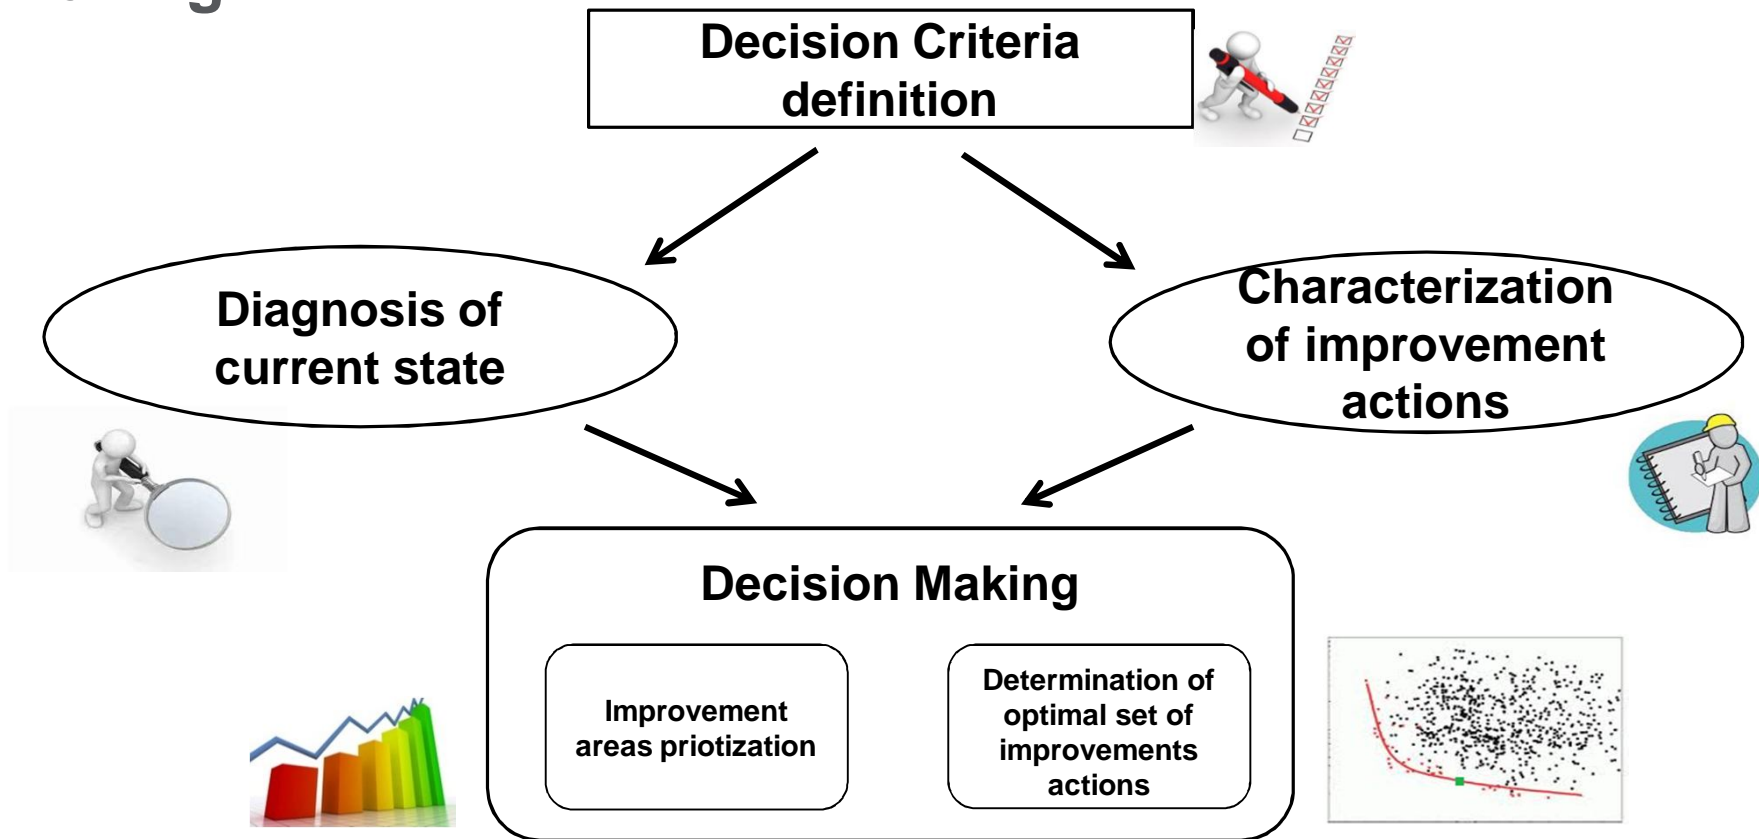 Decision Criteria
definition
Diagnosis of
current state
Characterization
of improvement
actions
Decision Making
Improvement
areas priotization
Determination of
optimal set of
improvements
actions